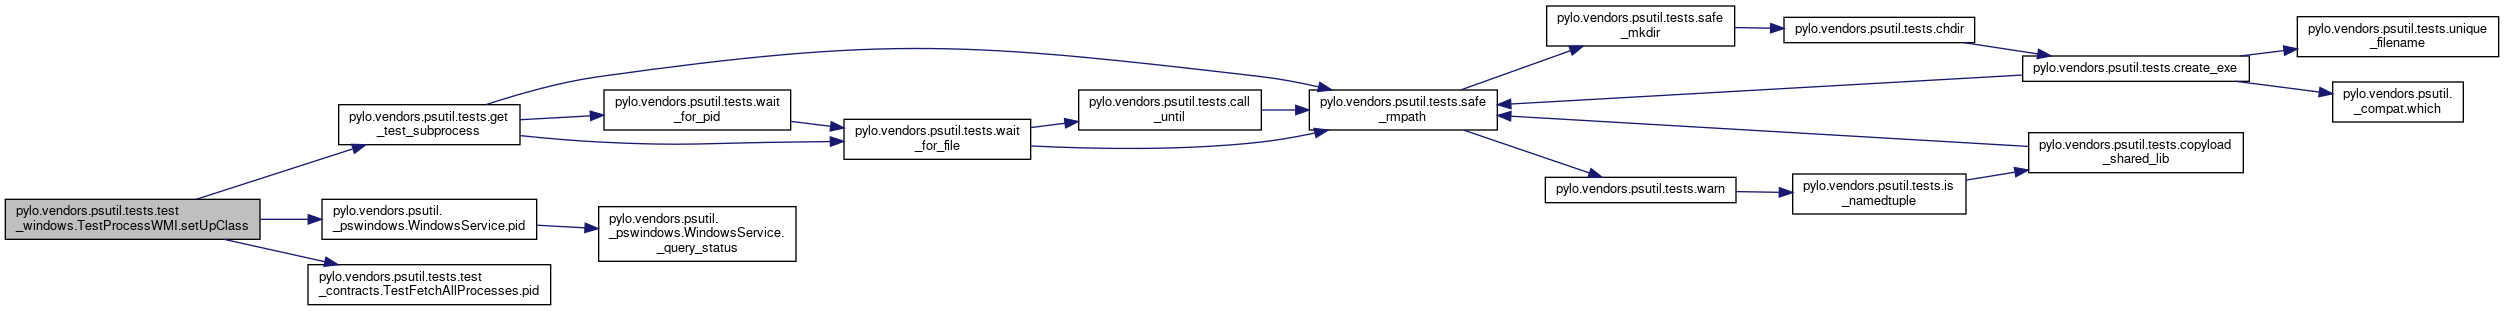 pylo.vendors.psutil.tests.test
_windows.TestProcessWMI.setUpClass
pylo.vendors.psutil.tests.get
_test_subprocess
pylo.vendors.psutil.
_pswindows.WindowsService.pid
pylo.vendors.psutil.tests.test
_contracts.TestFetchAllProcesses.pid
pylo.vendors.psutil.tests.wait
_for_pid
pylo.vendors.psutil.
_pswindows.WindowsService.
_query_status
pylo.vendors.psutil.tests.wait
_for_file
pylo.vendors.psutil.tests.call
_until
pylo.vendors.psutil.tests.safe
_rmpath
pylo.vendors.psutil.tests.safe
_mkdir
pylo.vendors.psutil.tests.warn
pylo.vendors.psutil.tests.chdir
pylo.vendors.psutil.tests.is
_namedtuple
pylo.vendors.psutil.tests.create_exe
pylo.vendors.psutil.tests.copyload
_shared_lib
pylo.vendors.psutil.tests.unique
_filename
pylo.vendors.psutil.
_compat.which